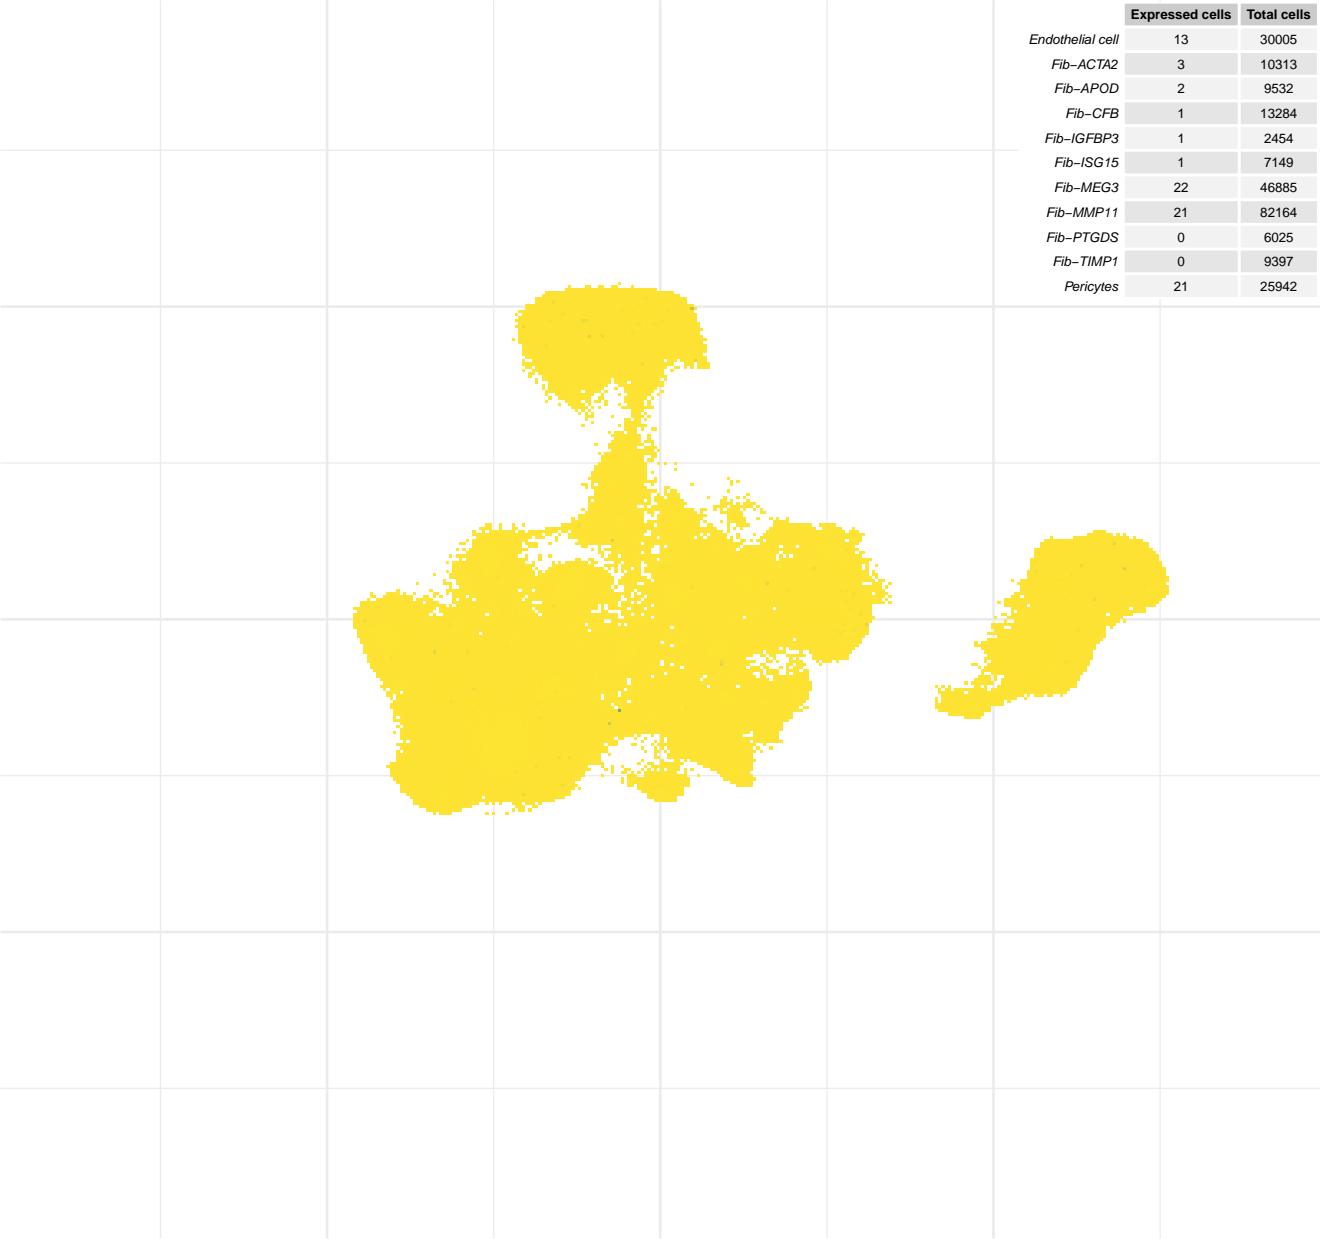 Expressed cells Total cells
Endothelial cell 13 30005
Fib−ACTA2 3 10313
Fib−APOD 2 9532
Fib−CFB 1 13284
Fib−IGFBP3 1 2454
Fib−ISG15 1 7149
Fib−MEG3 22 46885
Fib−MMP11 21 82164
Fib−PTGDS 0 6025
Fib−TIMP1 0 9397
Pericytes 21 25942